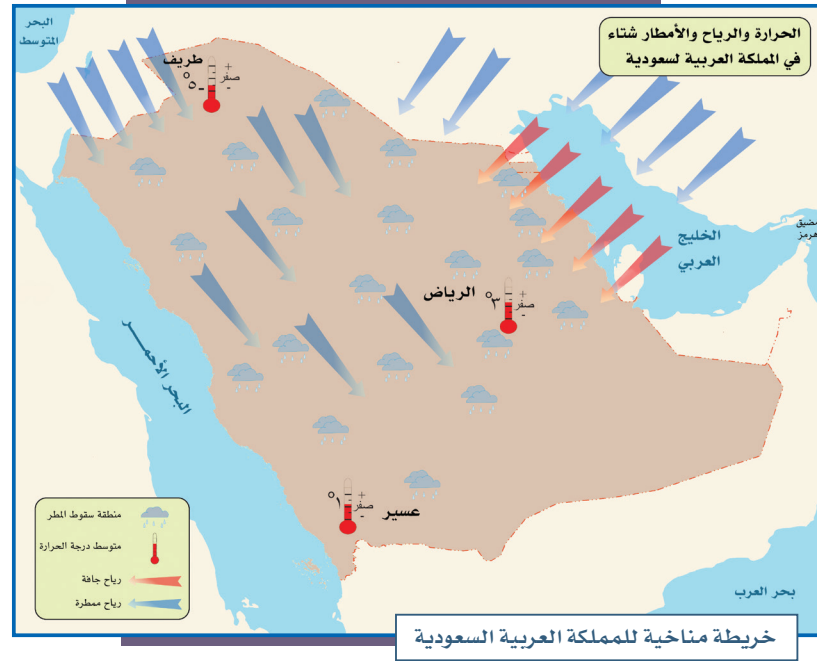 الحرارة والرياح والأمطار شتاء
في المملكة العربية لسعودية
البحر
المتوسط
طريف
+
صفر
-
-٥°
مضيق
هرمز
الخليج
العربي
الرياض
٣°
+
صفر
-
البحر الأحمـــر
عسير
١°
+
صفر
-
منطقة سقوط المطر
متوسط درجة الحرارة
رياح جافة
رياح ممطرة
بحر العرب
خريطة مناخية للمملكة العربية السعودية